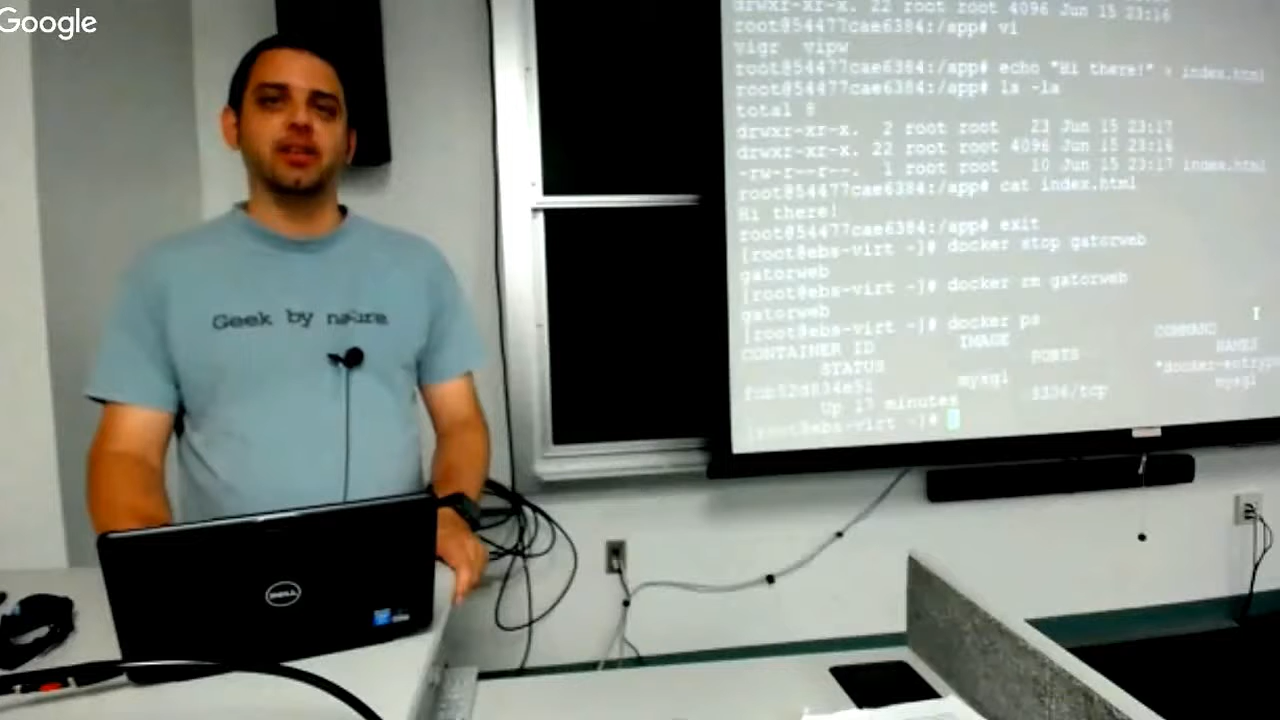 Google
drwxr-xr-x. 22 root root 4096 Jun 15 23:16
root@54477cae6384:/app# vi
vigr vipw
root@54477cae6384:/app# echo "Hi there!" > index.html
root@54477cae6384:/app# ls -la
total 8
drwxr-xr-x. 2 root root 23 Jun 15 23:17
drwxr-xr-x. 22 root root 4096 Jun 15 23:16
-rw-r--r--. 1 root root 10 Jun 15 23:17 index.html
root@54477cae6384:/app# cat index.html
Hi there!
root@54477cae6384:/app# exit
[root@ebs-virt ~]# docker stop gatorweb
gatorweb
[root@ebs-virt ~]# docker rm gatorweb
gatorweb
[root@ebs-virt ~]# docker ps
CONTAINER ID IMAGE COMMAND
STATUS PORTS NAMES
mysql "docker-entryp
Up 17 minutes 3306/tcp mysql
[root@ebs-virt ~]#
Geek by nature
DELL